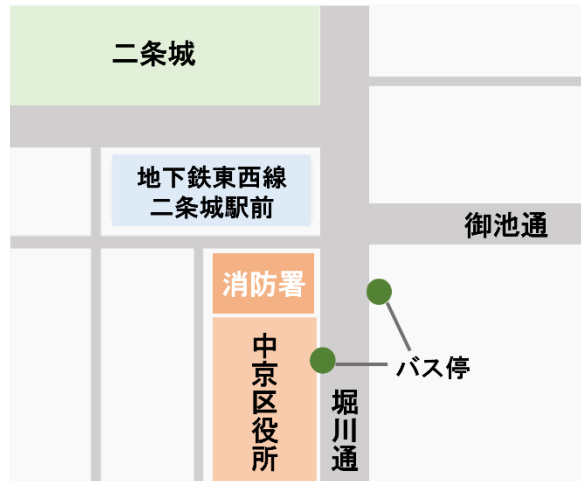 二条城
地下鉄東西線
二条城駅前
御池通
消防署
バス停
中京区役所
堀川通